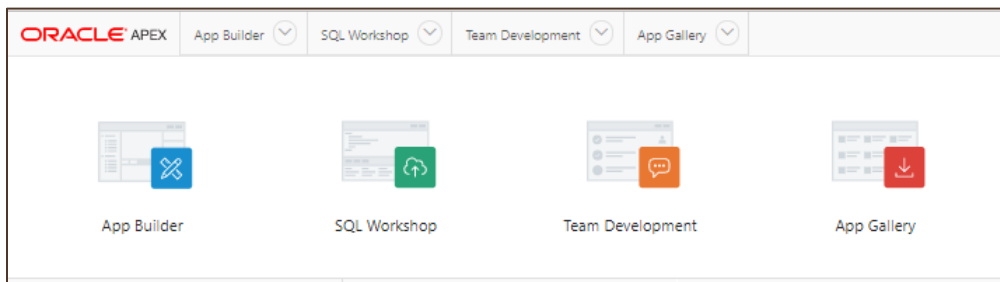 ORACLE APEX App Builder SQL Workshop Team Development App Gallery
App Builder SQL Workshop Team Development App Gallery